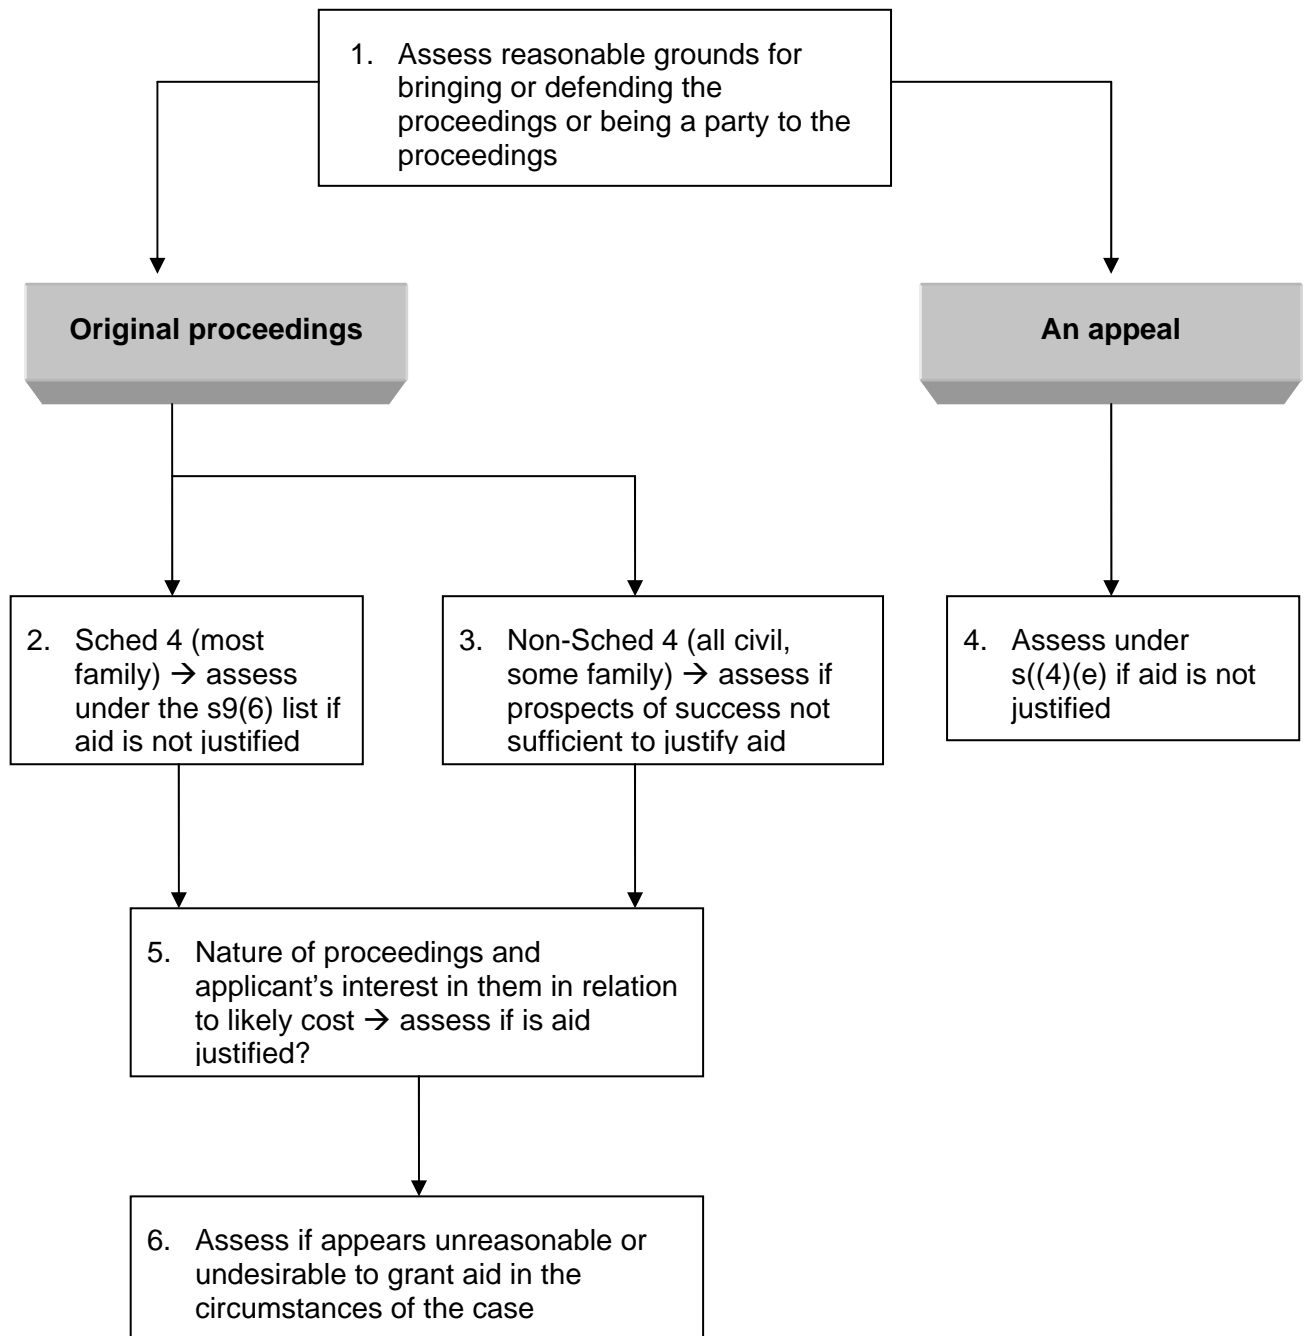 1. Assess reasonable grounds for
bringing or defending the
proceedings or being a party to the
proceedings
Original proceedings
An appeal
2. Sched 4 (most
family) → assess
under the s9(6) list if
aid is not justified
3. Non-Sched 4 (all civil,
some family) → assess if
prospects of success not
sufficient to justify aid
4. Assess under
s((4)(e) if aid is not
justified
5. Nature of proceedings and
applicant’s interest in them in relation
to likely cost → assess if is aid
justified?
6. Assess if appears unreasonable or
undesirable to grant aid in the
circumstances of the case